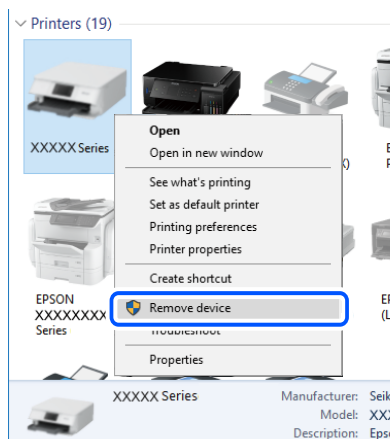 Printers (19)
XXXXX Series
Open
Open in new window
See what's printing
Set as default printer
Printing preferences
Printer properties
Create shortcut
Remove device
Troubleshoot
Properties
EPSON
XXXXXXXX
Series
XXXXX Series
Manufacturer:
Model:
Description: